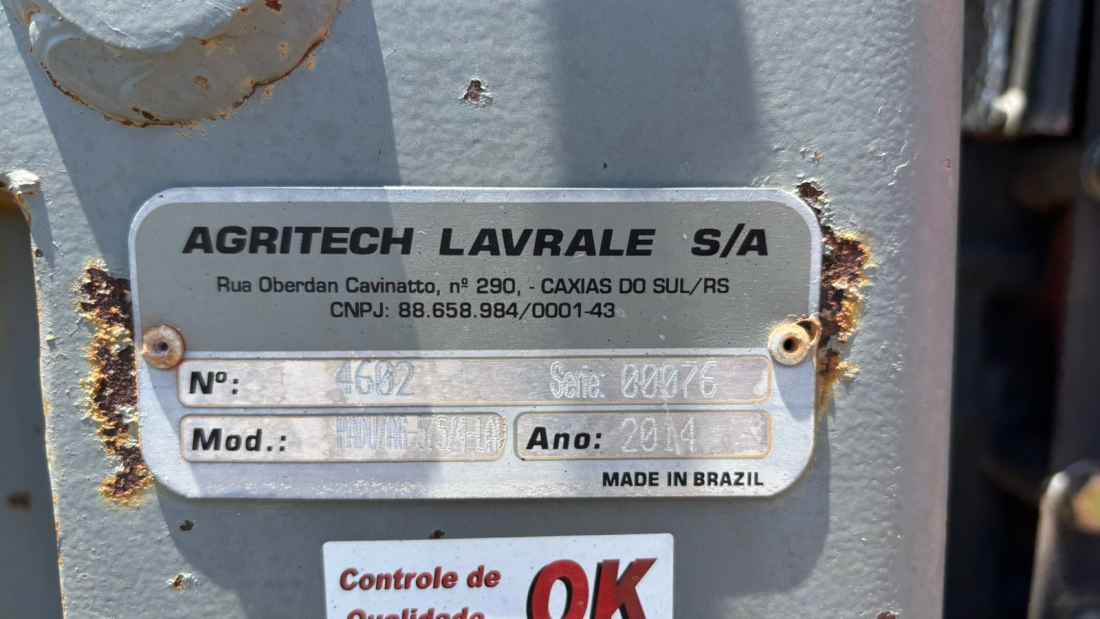 AGRITECH LAVRALE S/A
Rua Oberdan Cavinatto, nº 290, - CAXIAS DO SUL/RS
CNPJ: 88.658.984/0001-43
Nº: 4602 Serie: 00076
Mod.: Ano: 2014
MADE IN BRAZIL
Controle de OK
Qualidade